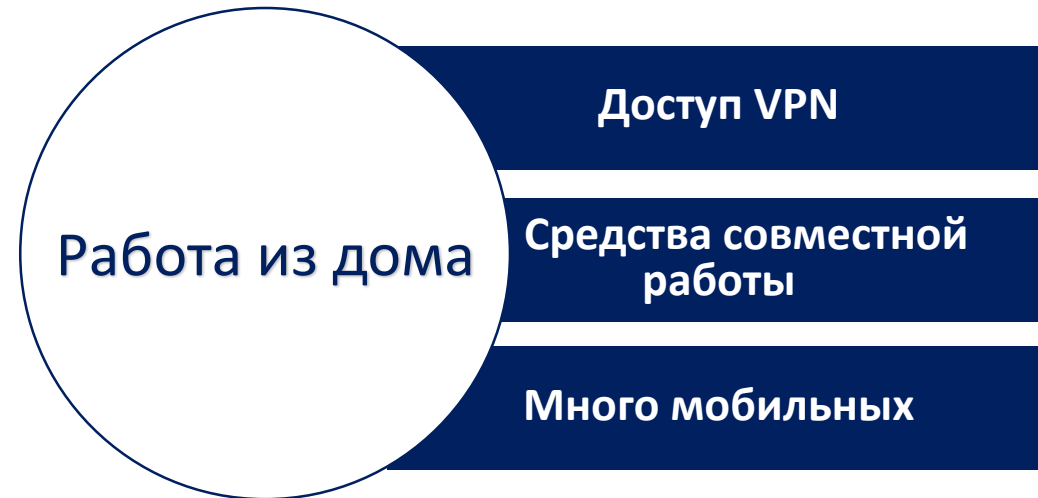 Работа из дома
Доступ VPN
Средства совместной
работы
Много мобильных